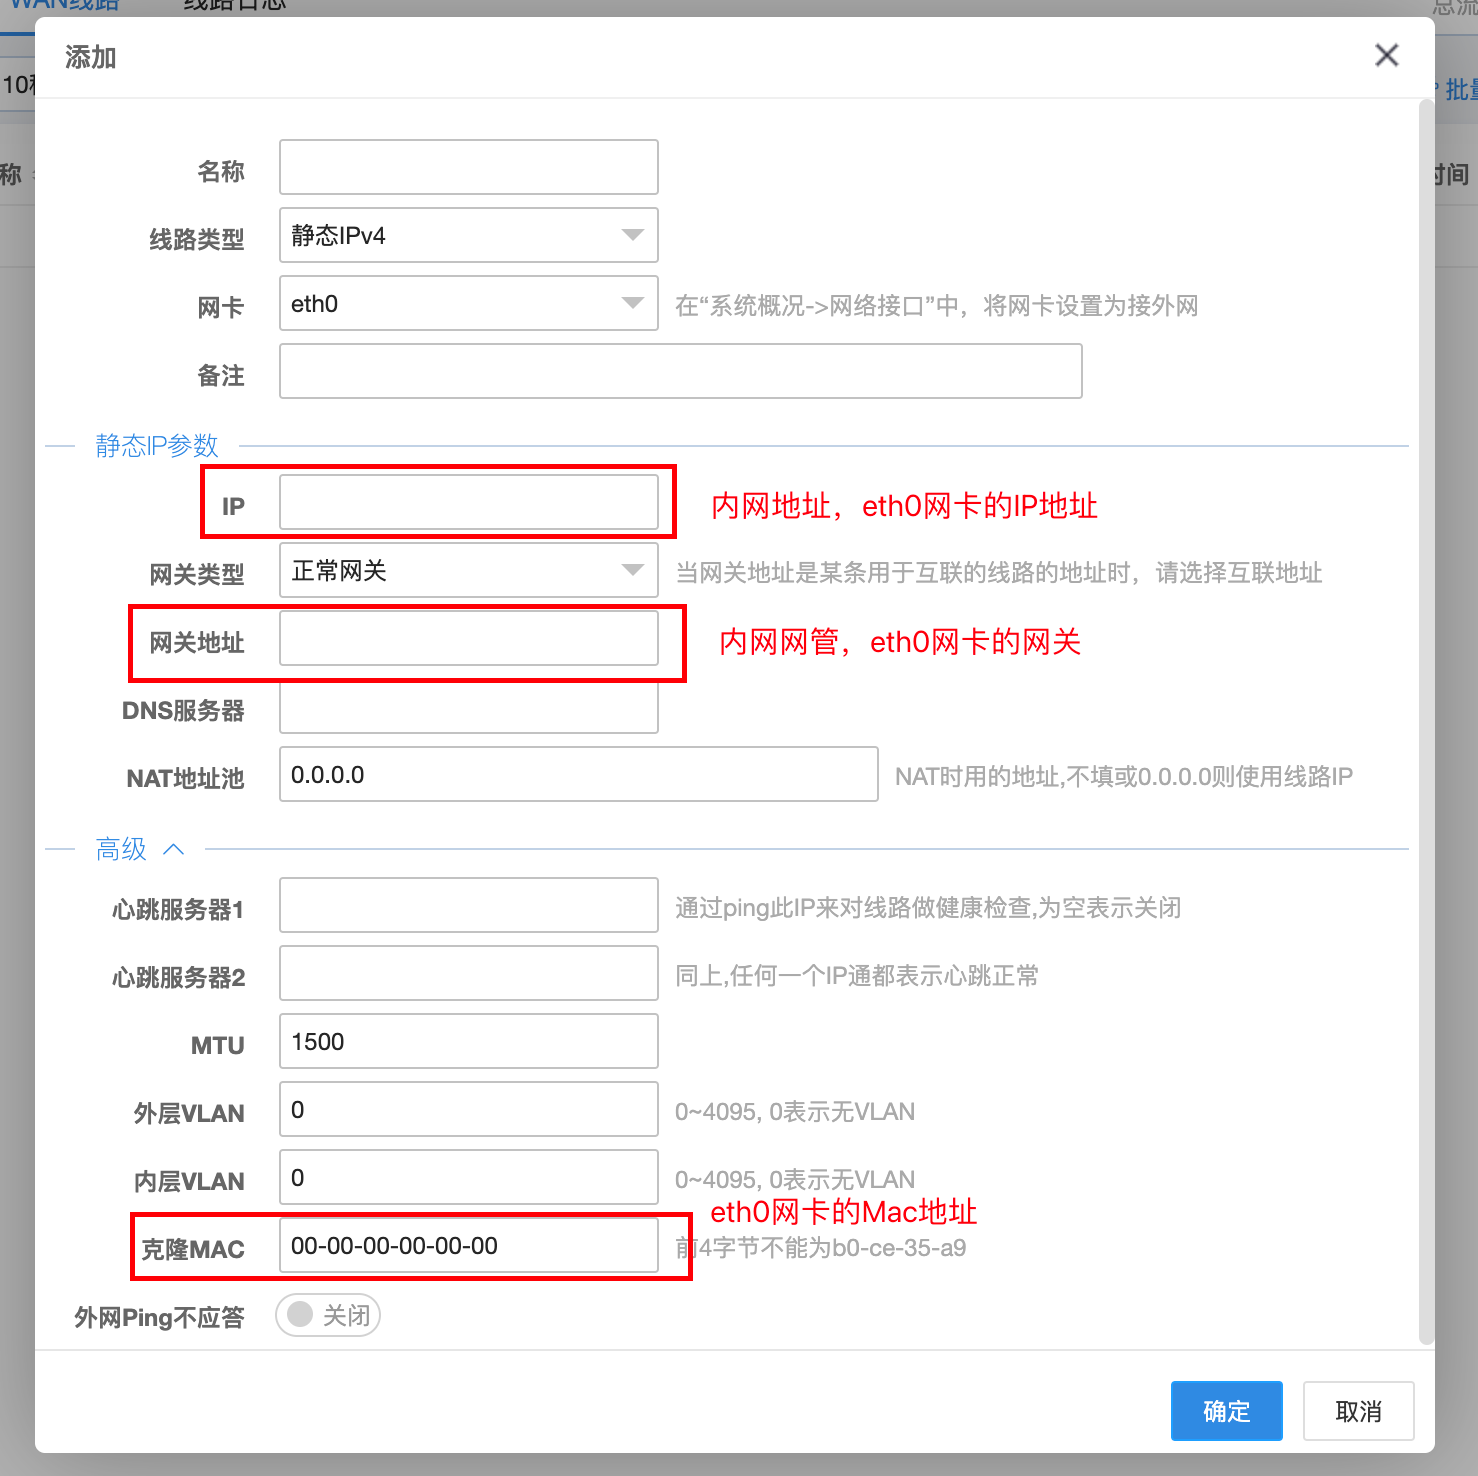 WAN线路 线路日志
添加
10秒
批量
称
时间
名称
线路类型 静态IPv4
网卡 eth0 在“系统概况->网络接口”中，将网卡设置为接外网
备注
静态IP参数
IP 内网地址，eth0网卡的IP地址
网关类型 正常网关 当网关地址是某条用于互联的线路的地址时，请选择互联地址
网关地址 内网网管，eth0网卡的网关
DNS服务器
NAT地址池 0.0.0.0 NAT时用的地址,不填或0.0.0.0则使用线路IP
高级
心跳服务器1 通过ping此IP来对线路做健康检查,为空表示关闭
心跳服务器2 同上,任何一个IP通都表示心跳正常
MTU 1500
外层VLAN 0 0~4095, 0表示无VLAN
内层VLAN 0 0~4095, 0表示无VLAN
eth0网卡的Mac地址
克隆MAC 00-00-00-00-00-00 前4字节不能为b0-ce-35-a9
外网Ping不应答 关闭
确定 取消